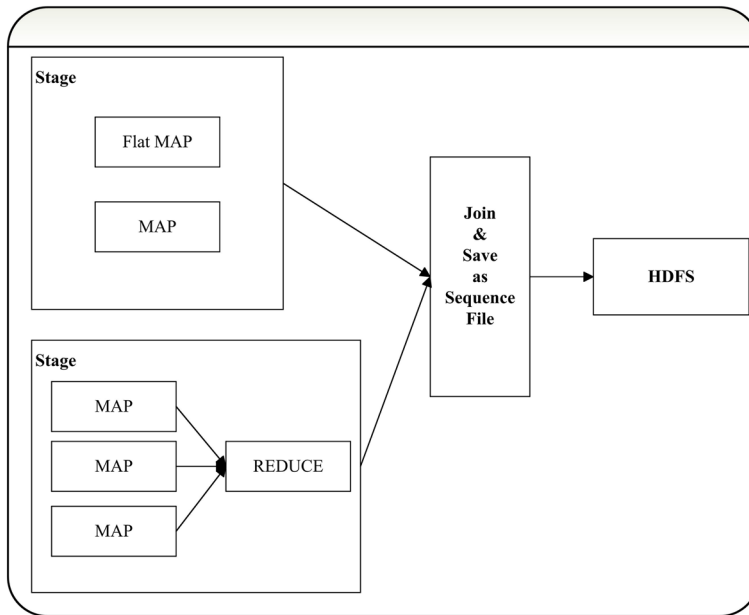 Stage
Flat MAP
MAP
Join
&
Save
as
Sequence
File
HDFS
Stage
MAP
MAP
REDUCE
MAP